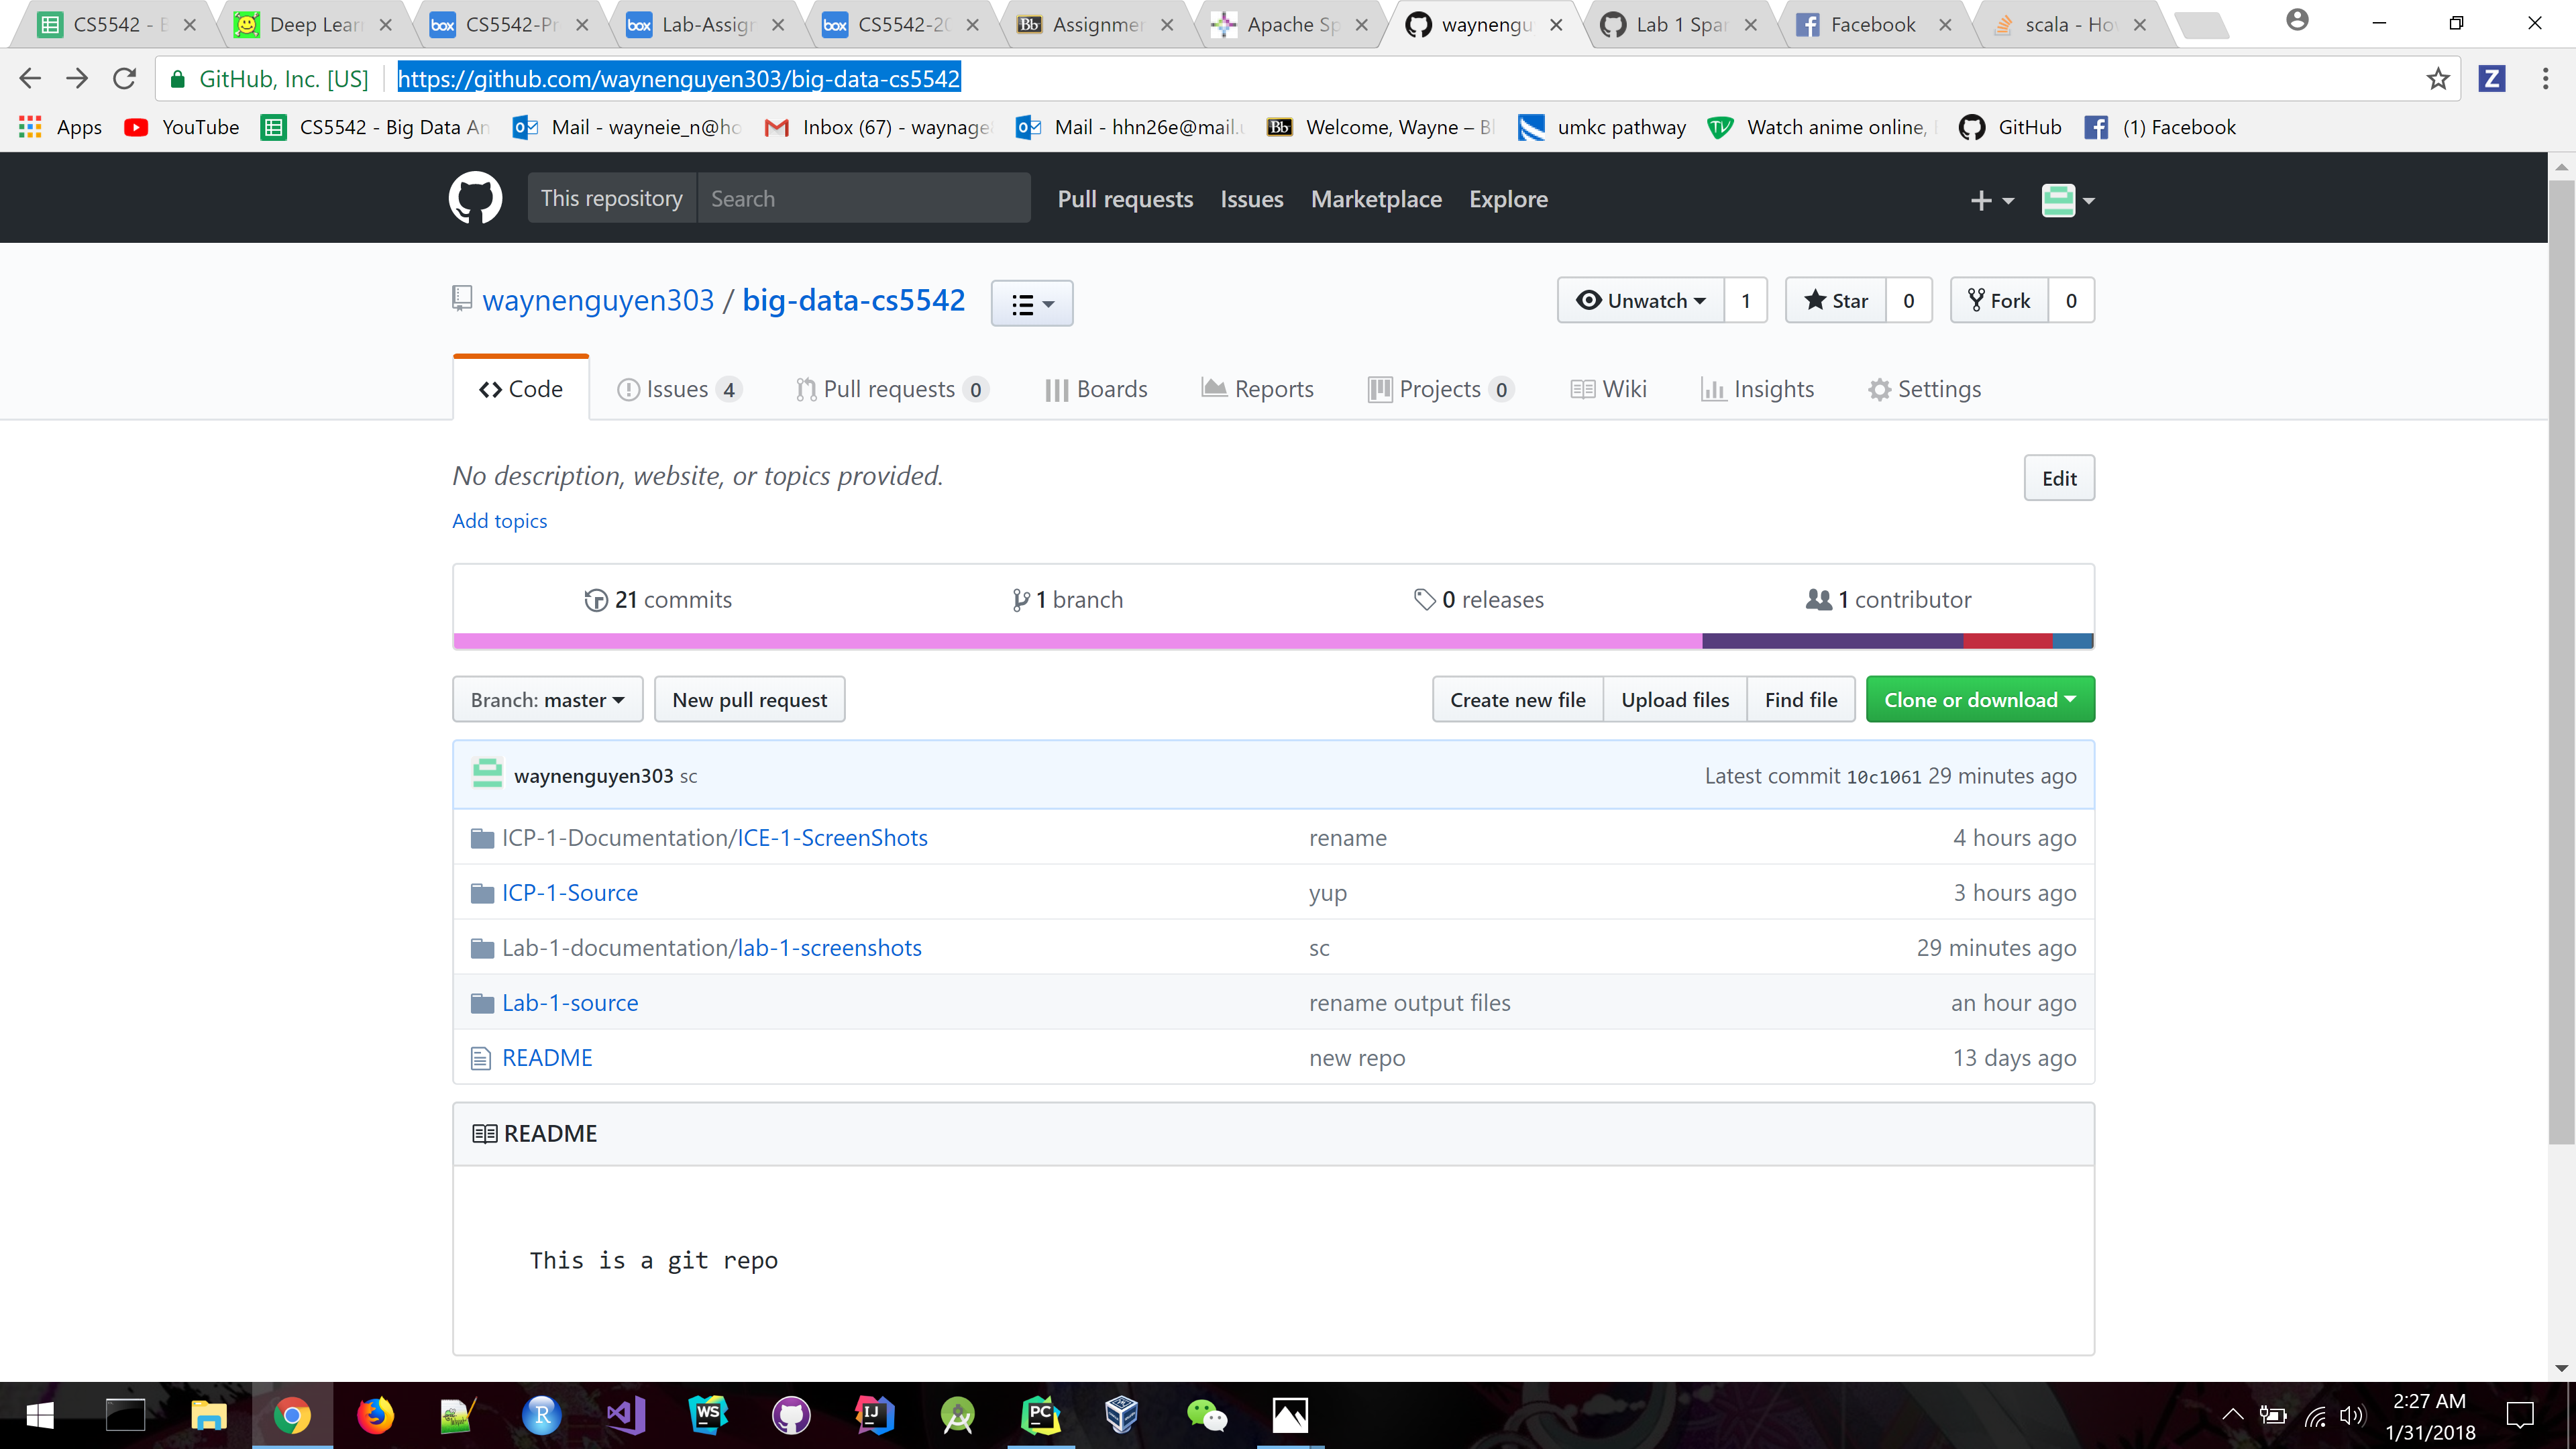 CS5542 - B
Deep Lear
CS5542-Pr
Lab-Assig
CS5542-20
Assignmen
Apache Sp
waynengu
Lab 1 Spar
Facebook
scala - Ho
GitHub, Inc. [US]
https://github.com/waynenguyen303/big-data-cs5542
Apps
YouTube
CS5542 - Big Data An
Mail - wayneie_n@ho
Inbox (67) - waynage
Mail - hhn26e@mail.
Welcome, Wayne – Bl
umkc pathway
Watch anime online,
GitHub
(1) Facebook
This repository
Search
Pull requests
Issues
Marketplace
Explore
waynenguyen303 / big-data-cs5542
Unwatch 1
Star 0
Fork 0
Code
Issues 4
Pull requests 0
Boards
Reports
Projects 0
Wiki
Insights
Settings
No description, website, or topics provided.
Edit
Add topics
21 commits
1 branch
0 releases
1 contributor
Branch: master
New pull request
Create new file
Upload files
Find file
Clone or download
waynenguyen303 sc
Latest commit 10c1061 29 minutes ago
ICP-1-Documentation/ICE-1-ScreenShots
rename
4 hours ago
ICP-1-Source
yup
3 hours ago
Lab-1-documentation/lab-1-screenshots
sc
29 minutes ago
Lab-1-source
rename output files
an hour ago
README
new repo
13 days ago
README
This is a git repo
2:27 AM
1/31/2018